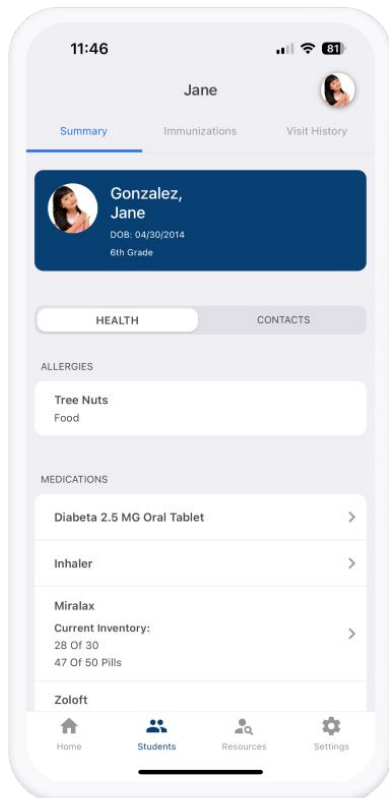 11:46
81
Jane
Summary Immunizations Visit History
Gonzalez,
Jane
DOB: 04/30/2014
6th Grade
HEALTH CONTACTS
ALLERGIES
Tree Nuts
Food
MEDICATIONS
Diabeta 2.5 MG Oral Tablet
Inhaler
Miralax
Current Inventory:
28 Of 30
47 Of 50 Pills
Zoloft
Home Students Resources Settings